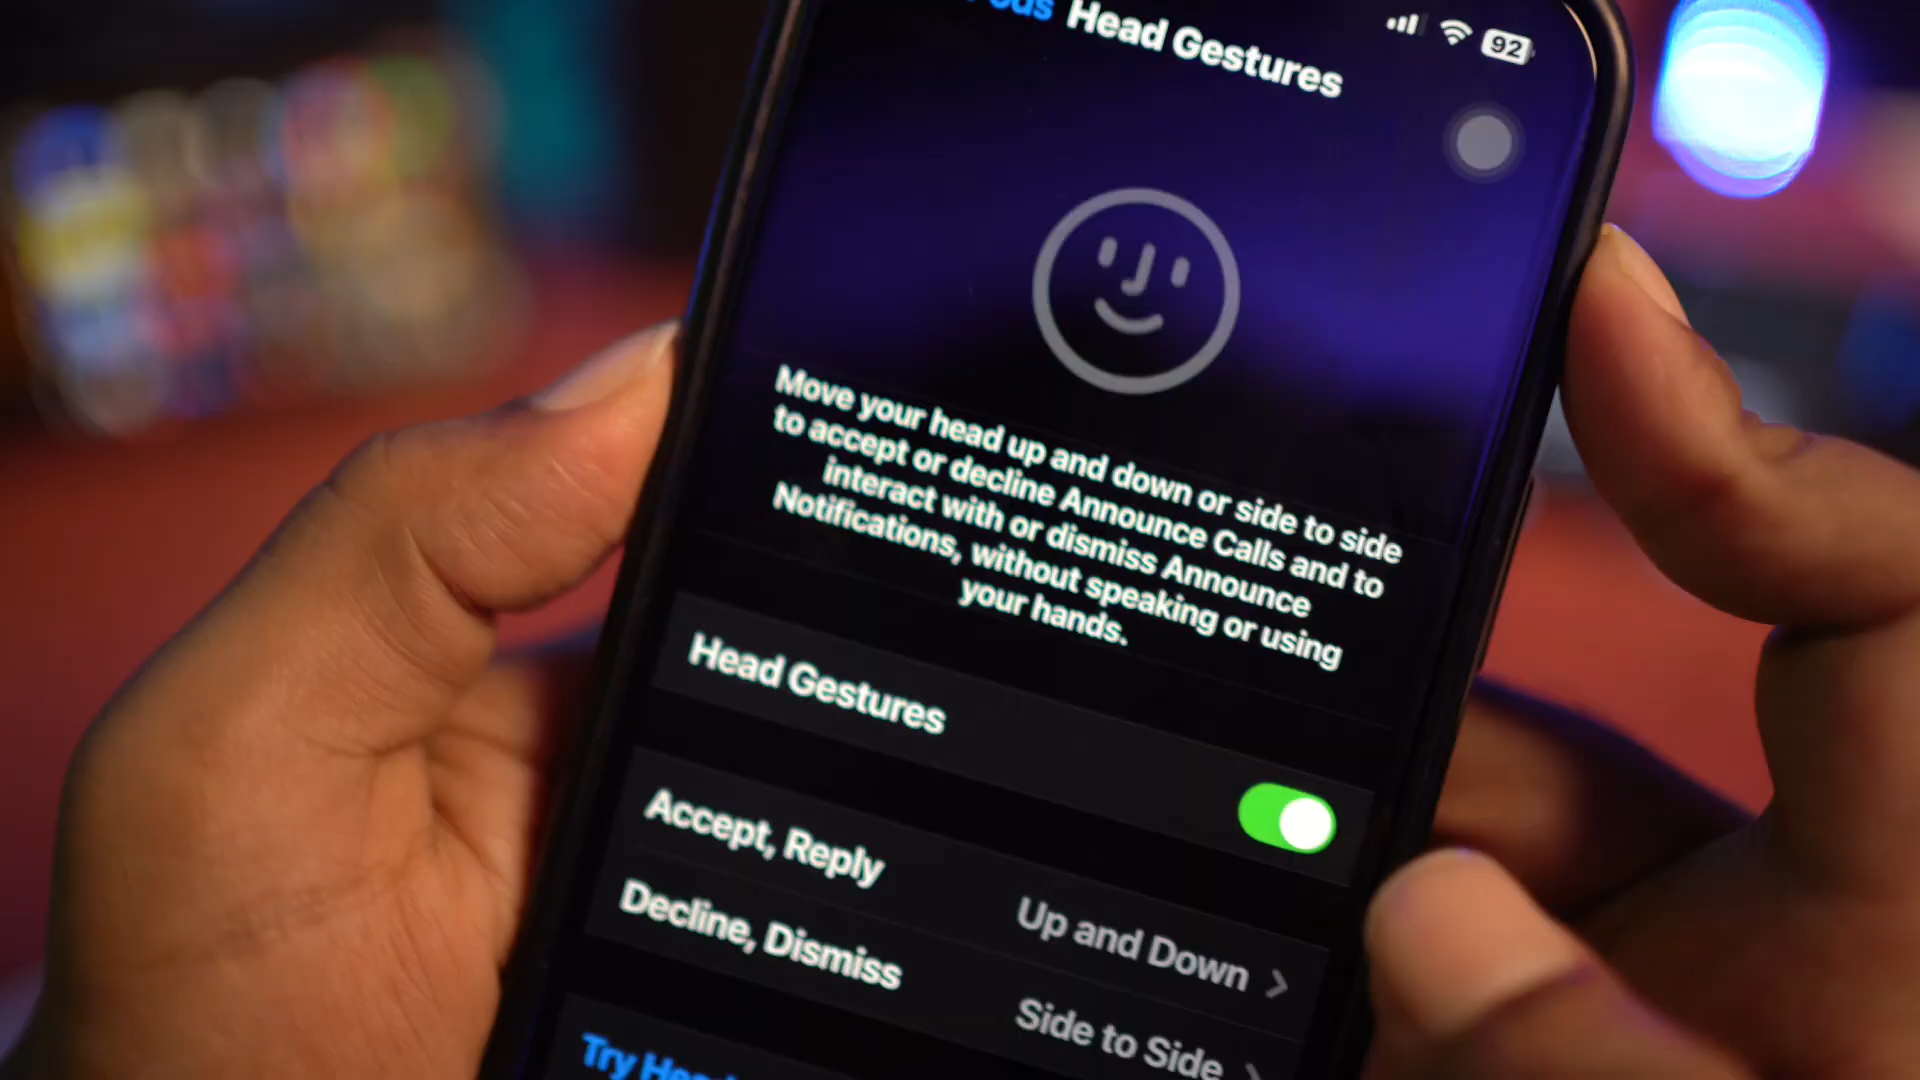 Head Gestures
92
Move your head up and down or side to side
to accept or decline Announce Calls and to
interact with or dismiss Announce
Notifications, without speaking or using
your hands.
Head Gestures
Accept, Reply
Up and Down
Decline, Dismiss
Side to Side
Try